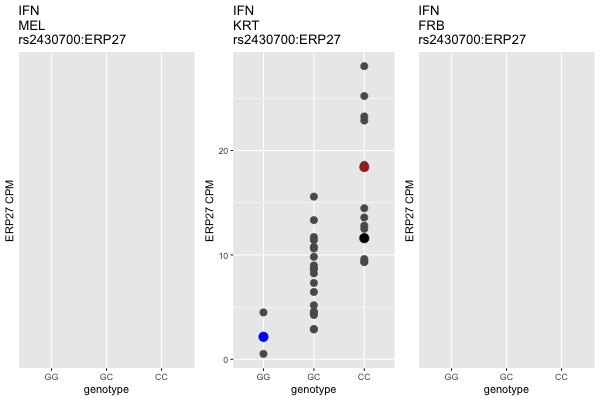 IFN
MEL
rs2430700:ERP27
ERP27 CPM
GG GC CC
genotype
IFN
KRT
rs2430700:ERP27
ERP27 CPM
20
10
0
GG GC CC
genotype
IFN
FRB
rs2430700:ERP27
ERP27 CPM
GG GC CC
genotype